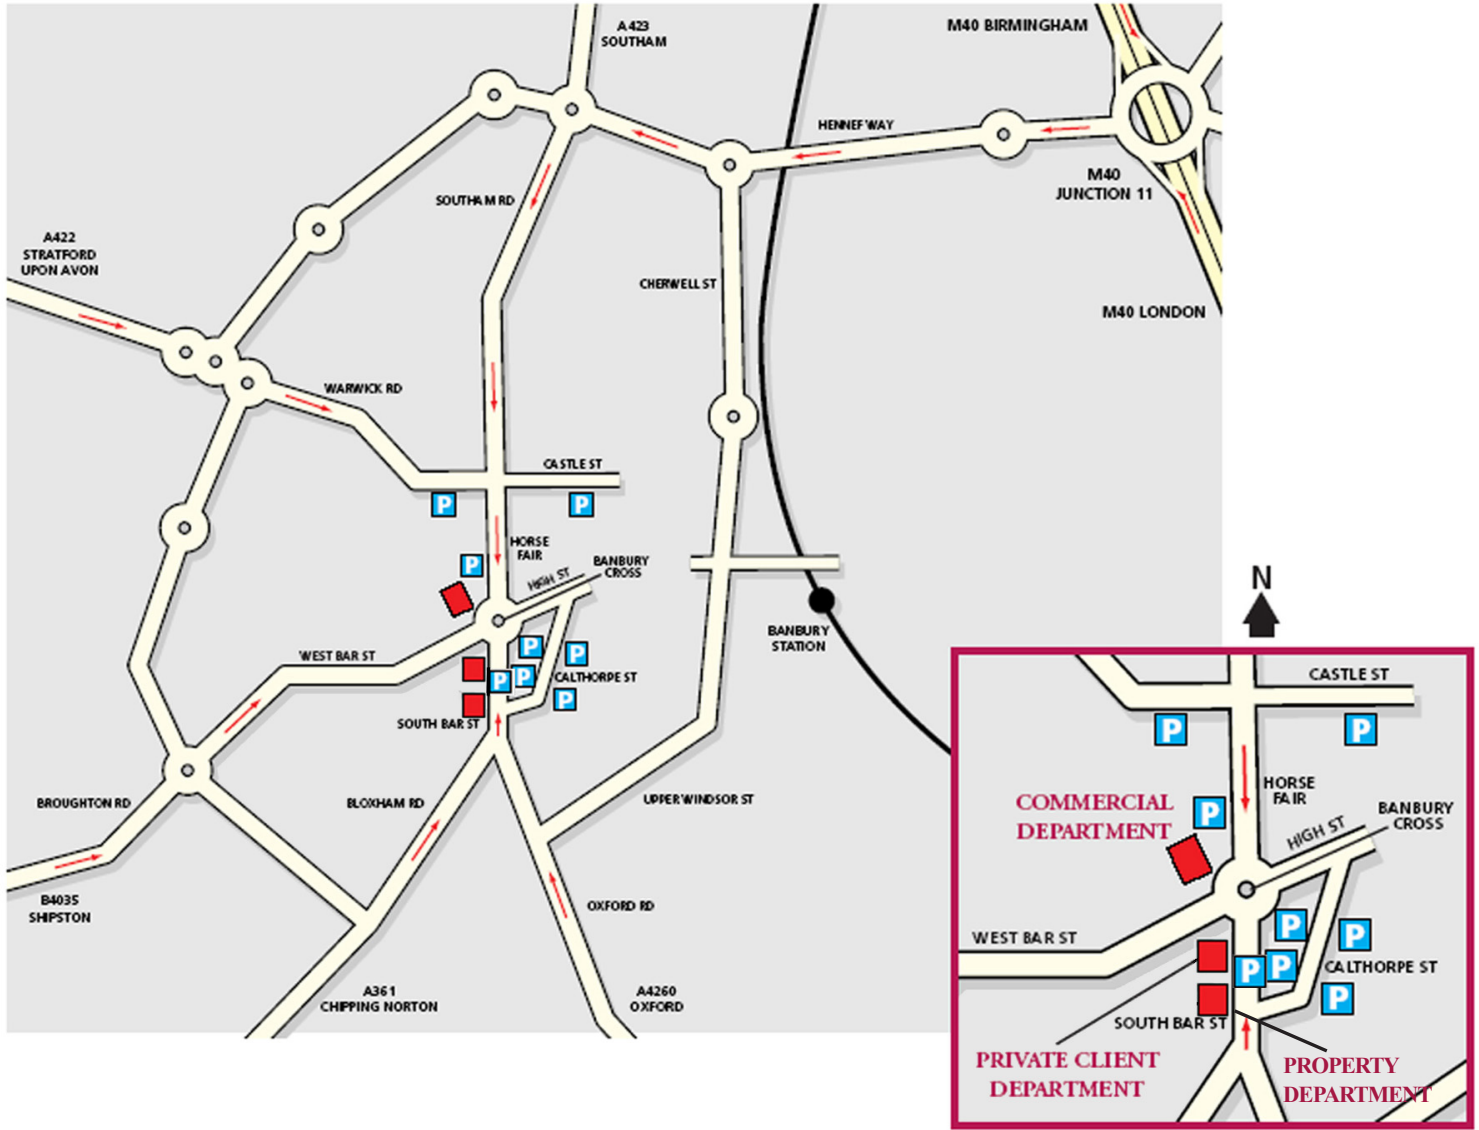 A423
SOUTHAM
M40 BIRMINGHAM
HENNEF WAY
M40
JUNCTION 11
SOUTHAM RD
A422
STRATFORD
UPON AVON
CHERWELL ST
M40 LONDON
WARWICK RD
CASTLE ST
P
P
HORSE
FAIR
P
BANBURY
CROSS
HIGH ST
BANBURY
STATION
WEST BAR ST
P
P
P
P
CALTHORPE ST
P
SOUTH BAR ST
BROUGHTON RD
BLOXHAM RD
UPPER WINDSOR ST
B4035
SHIPSTON
OXFORD RD
A361
CHIPPING NORTON
A4260
OXFORD
N
CASTLE ST
P
P
HORSE
FAIR
COMMERCIAL
DEPARTMENT
P
BANBURY
CROSS
HIGH ST
WEST BAR ST
P
P
P
P
CALTHORPE ST
P
SOUTH BAR ST
PRIVATE CLIENT
DEPARTMENT
PROPERTY
DEPARTMENT